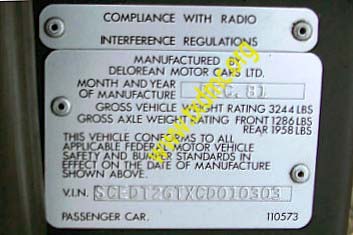 COMPLIANCE WITH RADIO
INTERFERENCE REGULATIONS
MANUFACTURED BY
DELOREAN MOTOR CARS LTD.
MONTH AND YEAR
OF MANUFACTURE 81
GROSS VEHICLE WEIGHT RATING 3244 LBS
GROSS AXLE WEIGHT RATING FRONT 1286 LBS
REAR 1958 LBS
THIS VEHICLE CONFORMS TO ALL
APPLICABLE FEDERAL MOTOR VEHICLE
SAFETY AND BUMPER STANDARDS IN
EFFECT ON THE DATE OF MANUFACTURE
SHOWN ABOVE.
V.I.N. SCEDT26TXCD010303
PASSENGER CAR. 110573